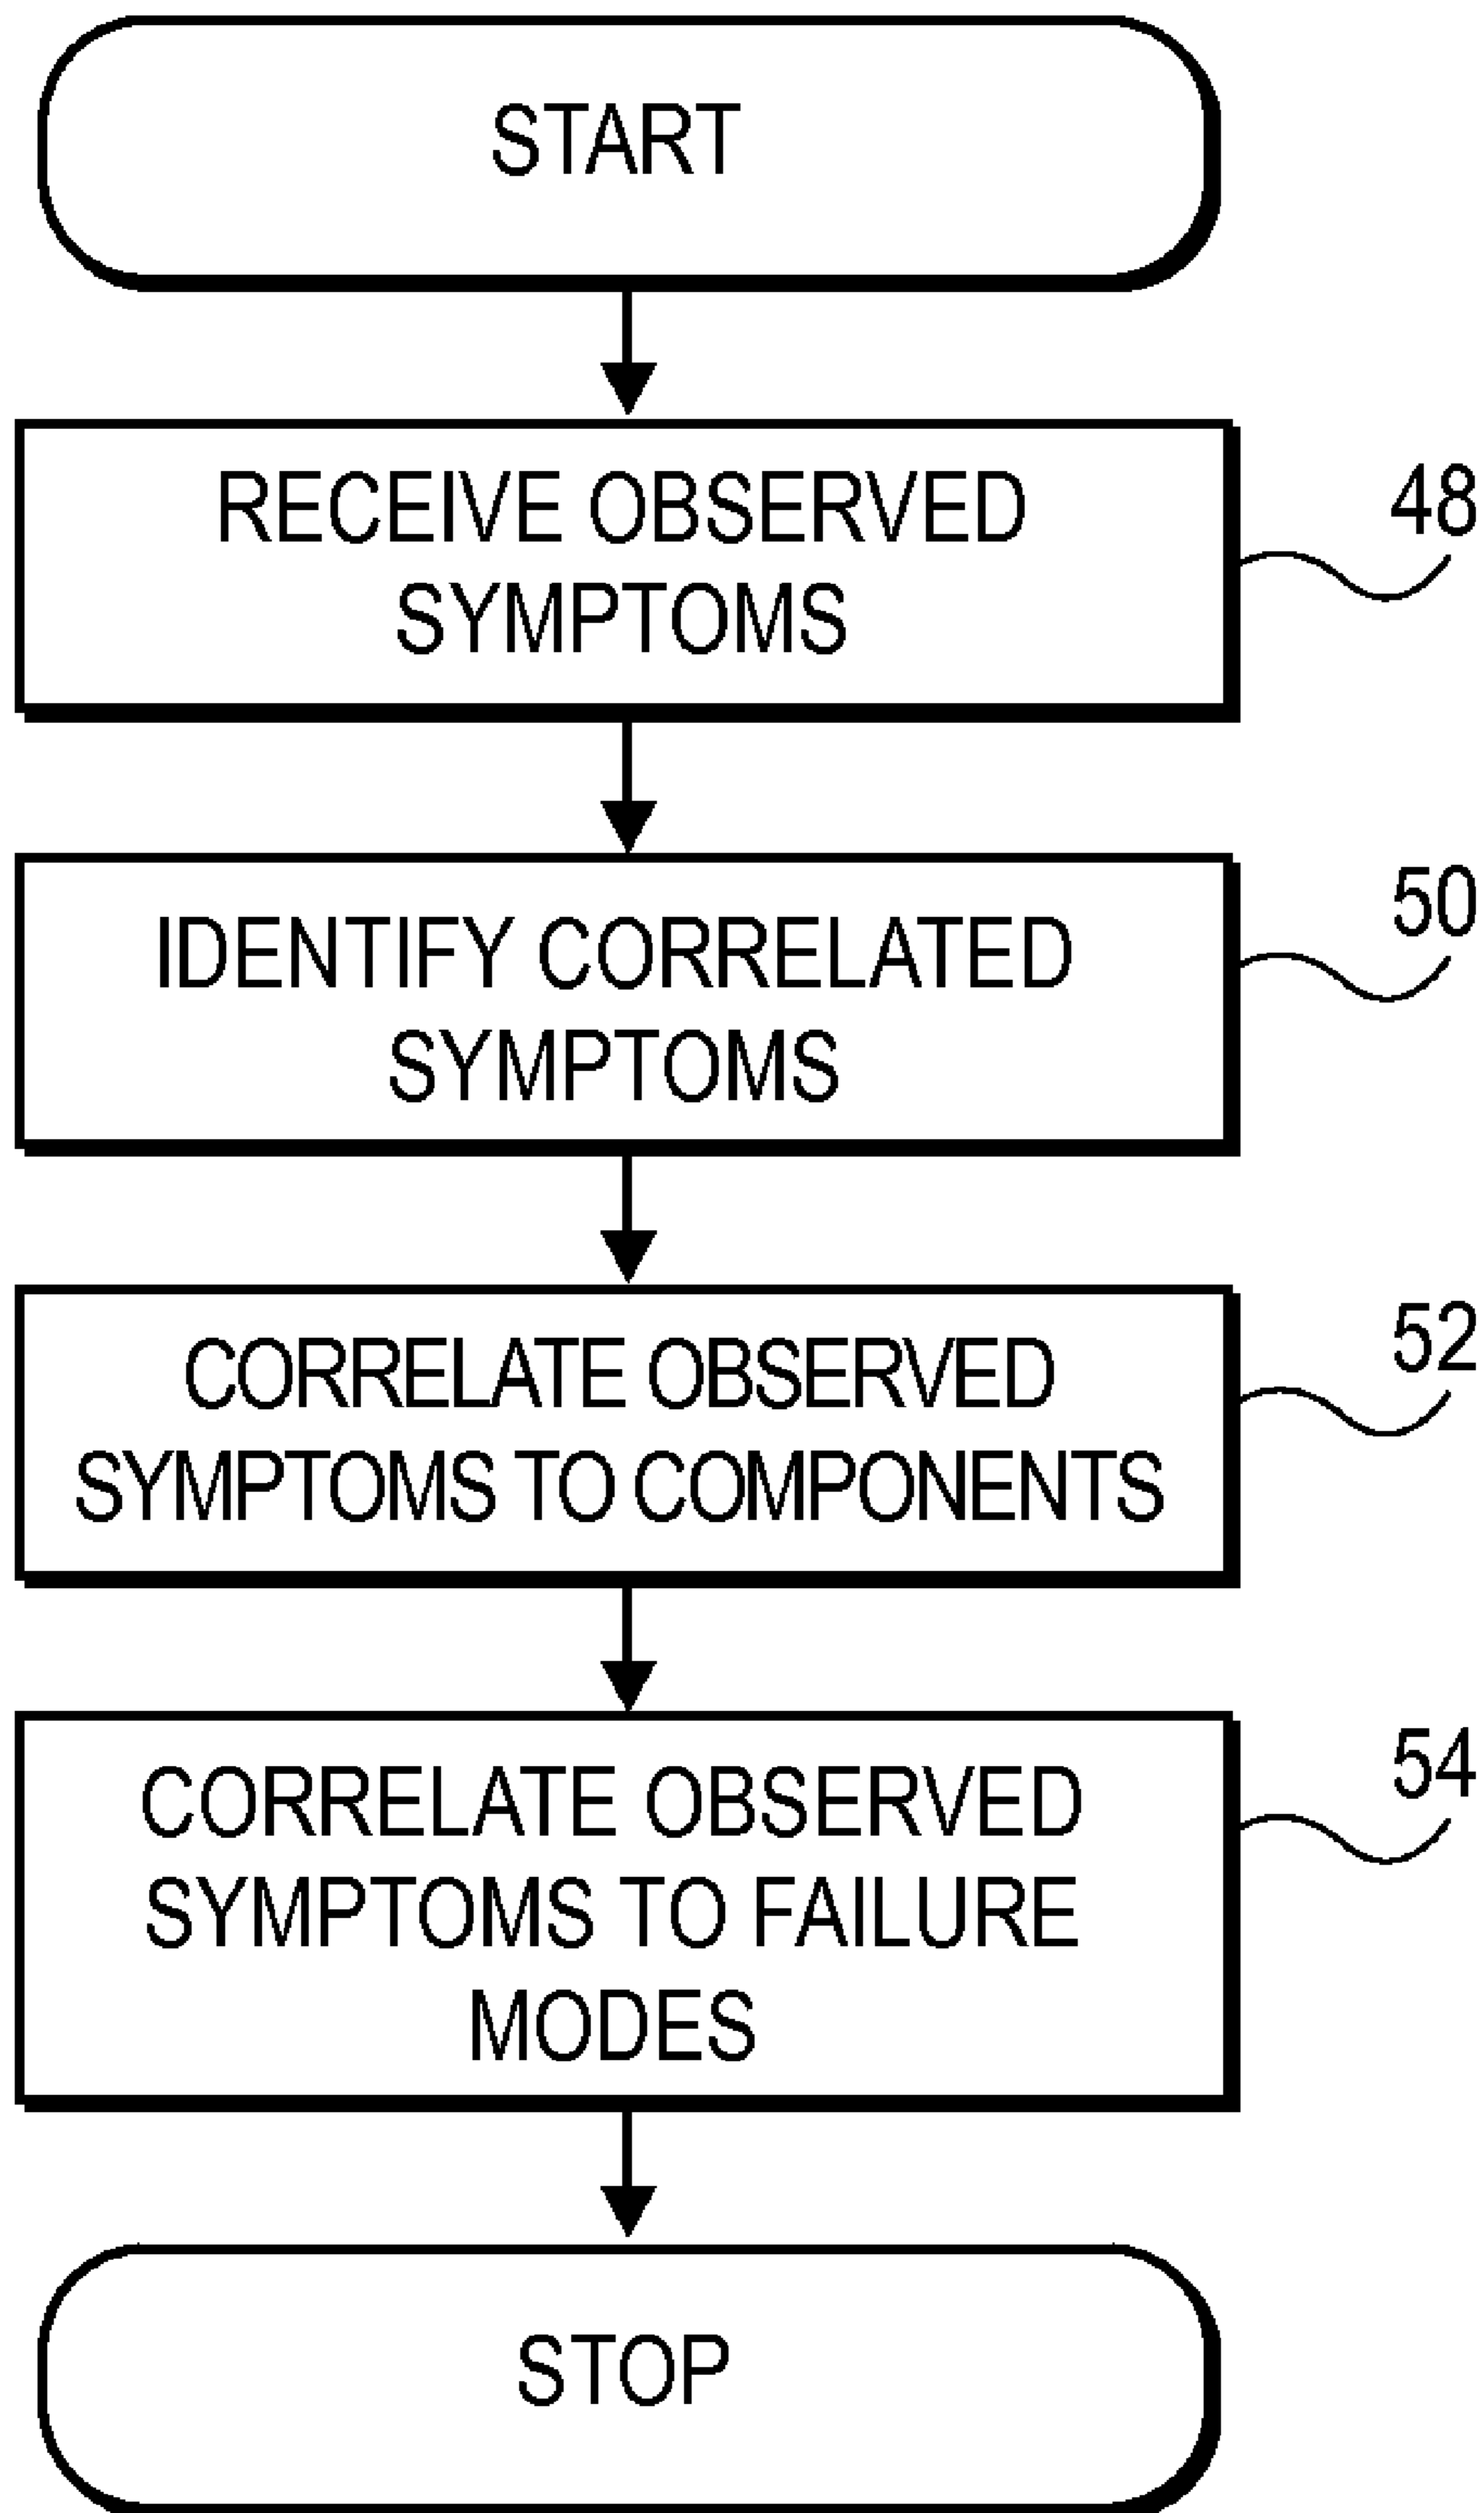 START
RECEIVE OBSERVED
SYMPTOMS
48
IDENTIFY CORRELATED
SYMPTOMS
50
CORRELATE OBSERVED
SYMPTOMS TO COMPONENTS
52
CORRELATE OBSERVED
SYMPTOMS TO FAILURE
MODES
54
STOP